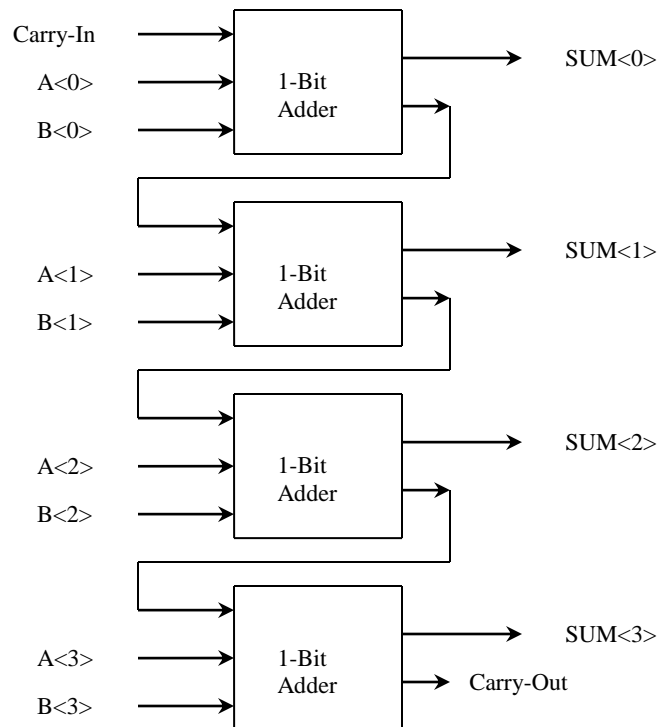 Carry-In
A<0>
B<0>
1-Bit
Adder
SUM<0>
A<1>
B<1>
1-Bit
Adder
SUM<1>
A<2>
B<2>
1-Bit
Adder
SUM<2>
A<3>
B<3>
1-Bit
Adder
SUM<3>
Carry-Out